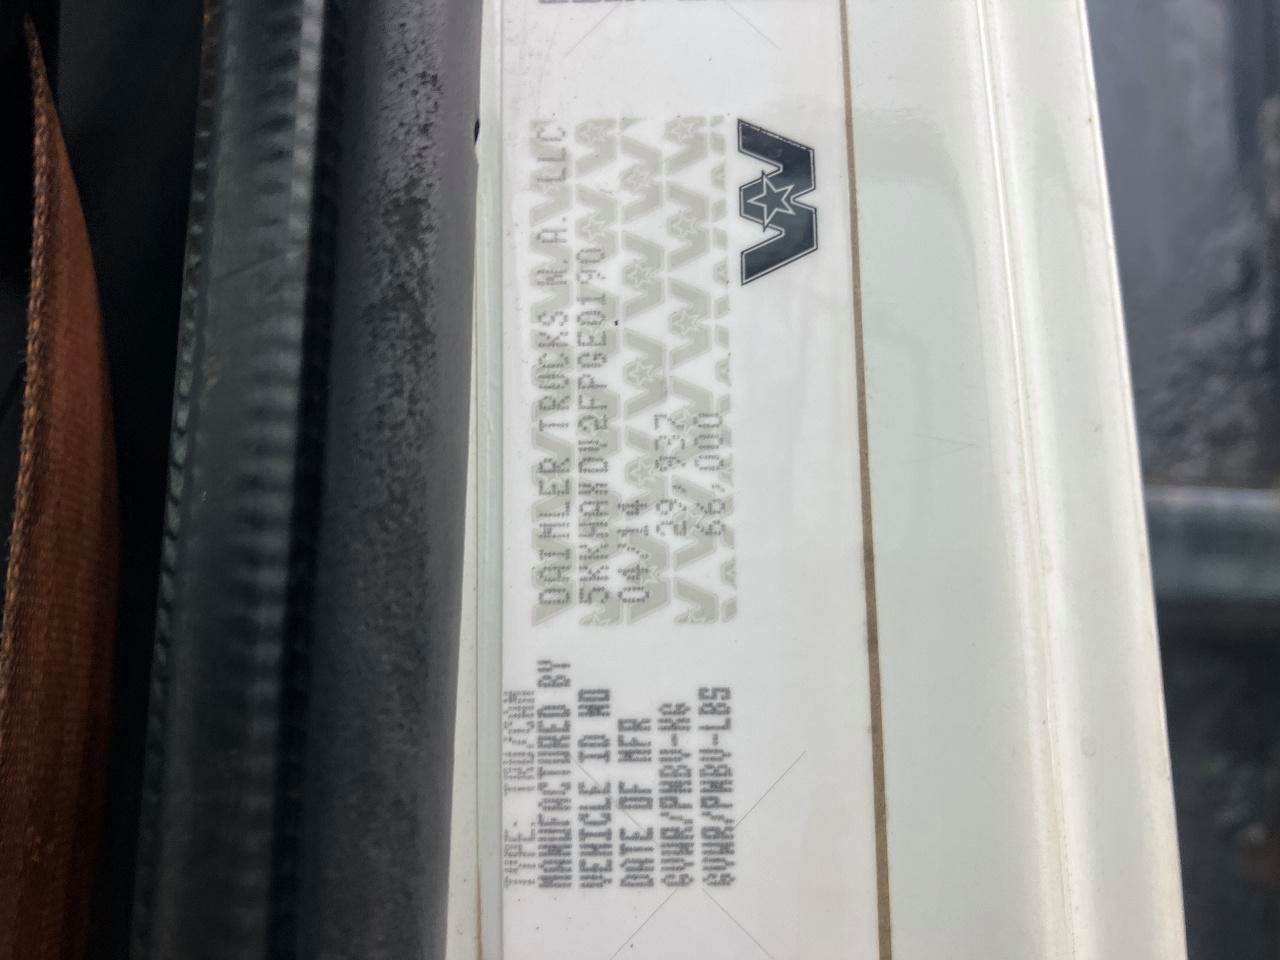 TYPE: TRUCK
MANUFACTURED BY DAIMLER TRUCKS N.A. LLC
VEHICLE ID NO 5KKHAXDV2FPGB0190
DATE OF MFR 04/14
GVWR/PNBV-KG 29,937
GVWR/PNBV-LBS 66,000